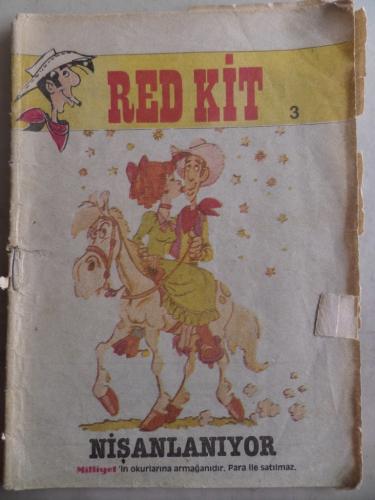 RED KİT
3
NİŞANLANIYOR
Milliyet 'in okurlarına armağanıdır. Para ile satılmaz.